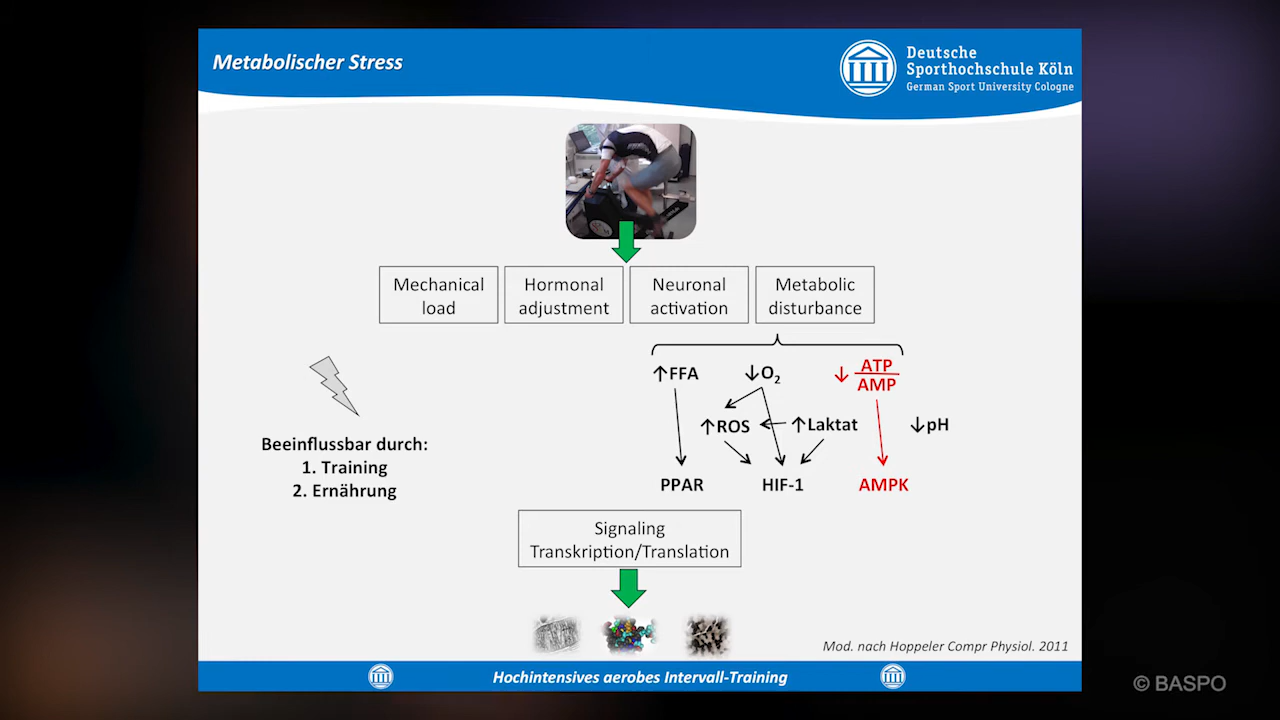 Metabolischer Stress
Deutsche
Sporthochschule Köln
German Sport University Cologne
Mechanical
load
Hormonal
adjustment
Neuronal
activation
Metabolic
disturbance
↑FFA
↓O₂
↓ ATP
AMP
↑ROS
↑Laktat
↓pH
PPAR
HIF-1
AMPK
Beeinflussbar durch:
1. Training
2. Ernährung
Signaling
Transkription/Translation
Mod. nach Hoppeler Compr Physiol. 2011
Hochintensives aerobes Intervall-Training
© BASPO